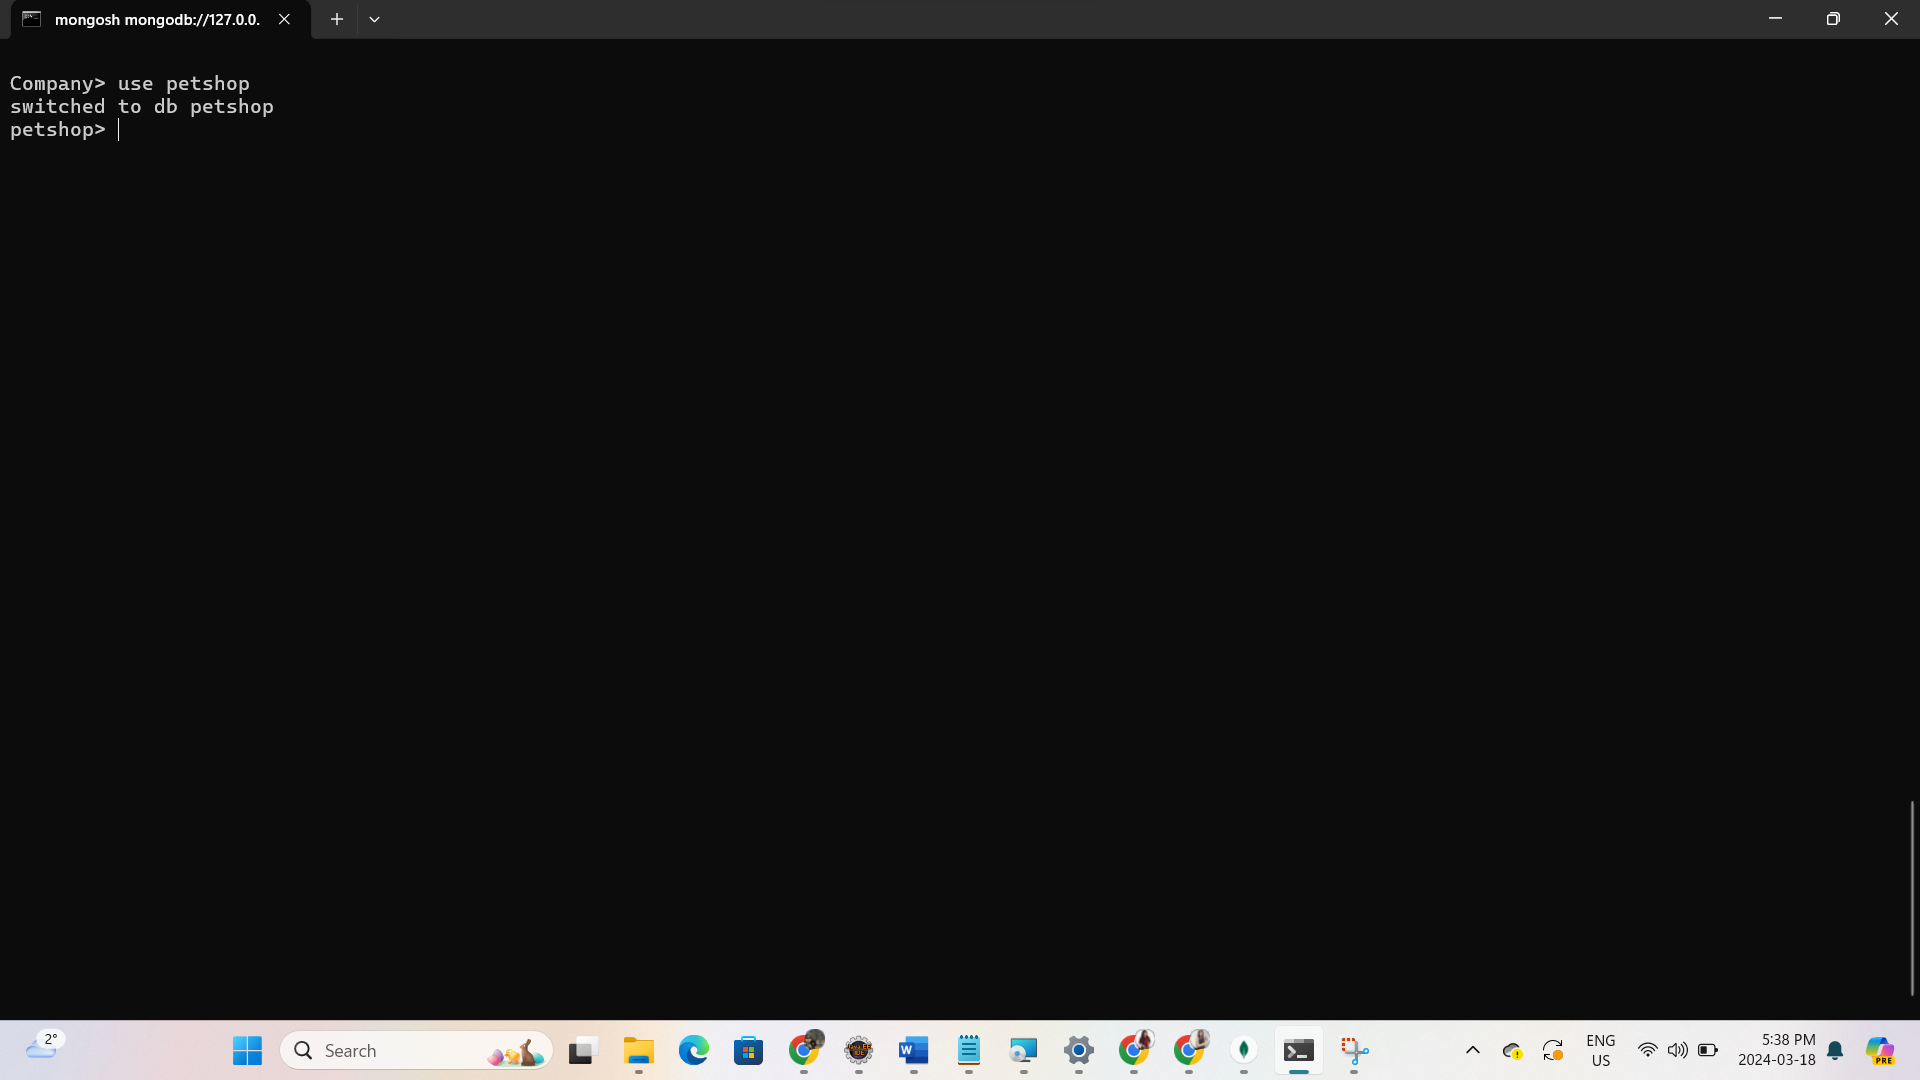 mongosh mongodb://127.0.0.
Company> use petshop
switched to db petshop
petshop>
2°
Search
ENG
US
5:38 PM
2024-03-18
PRE